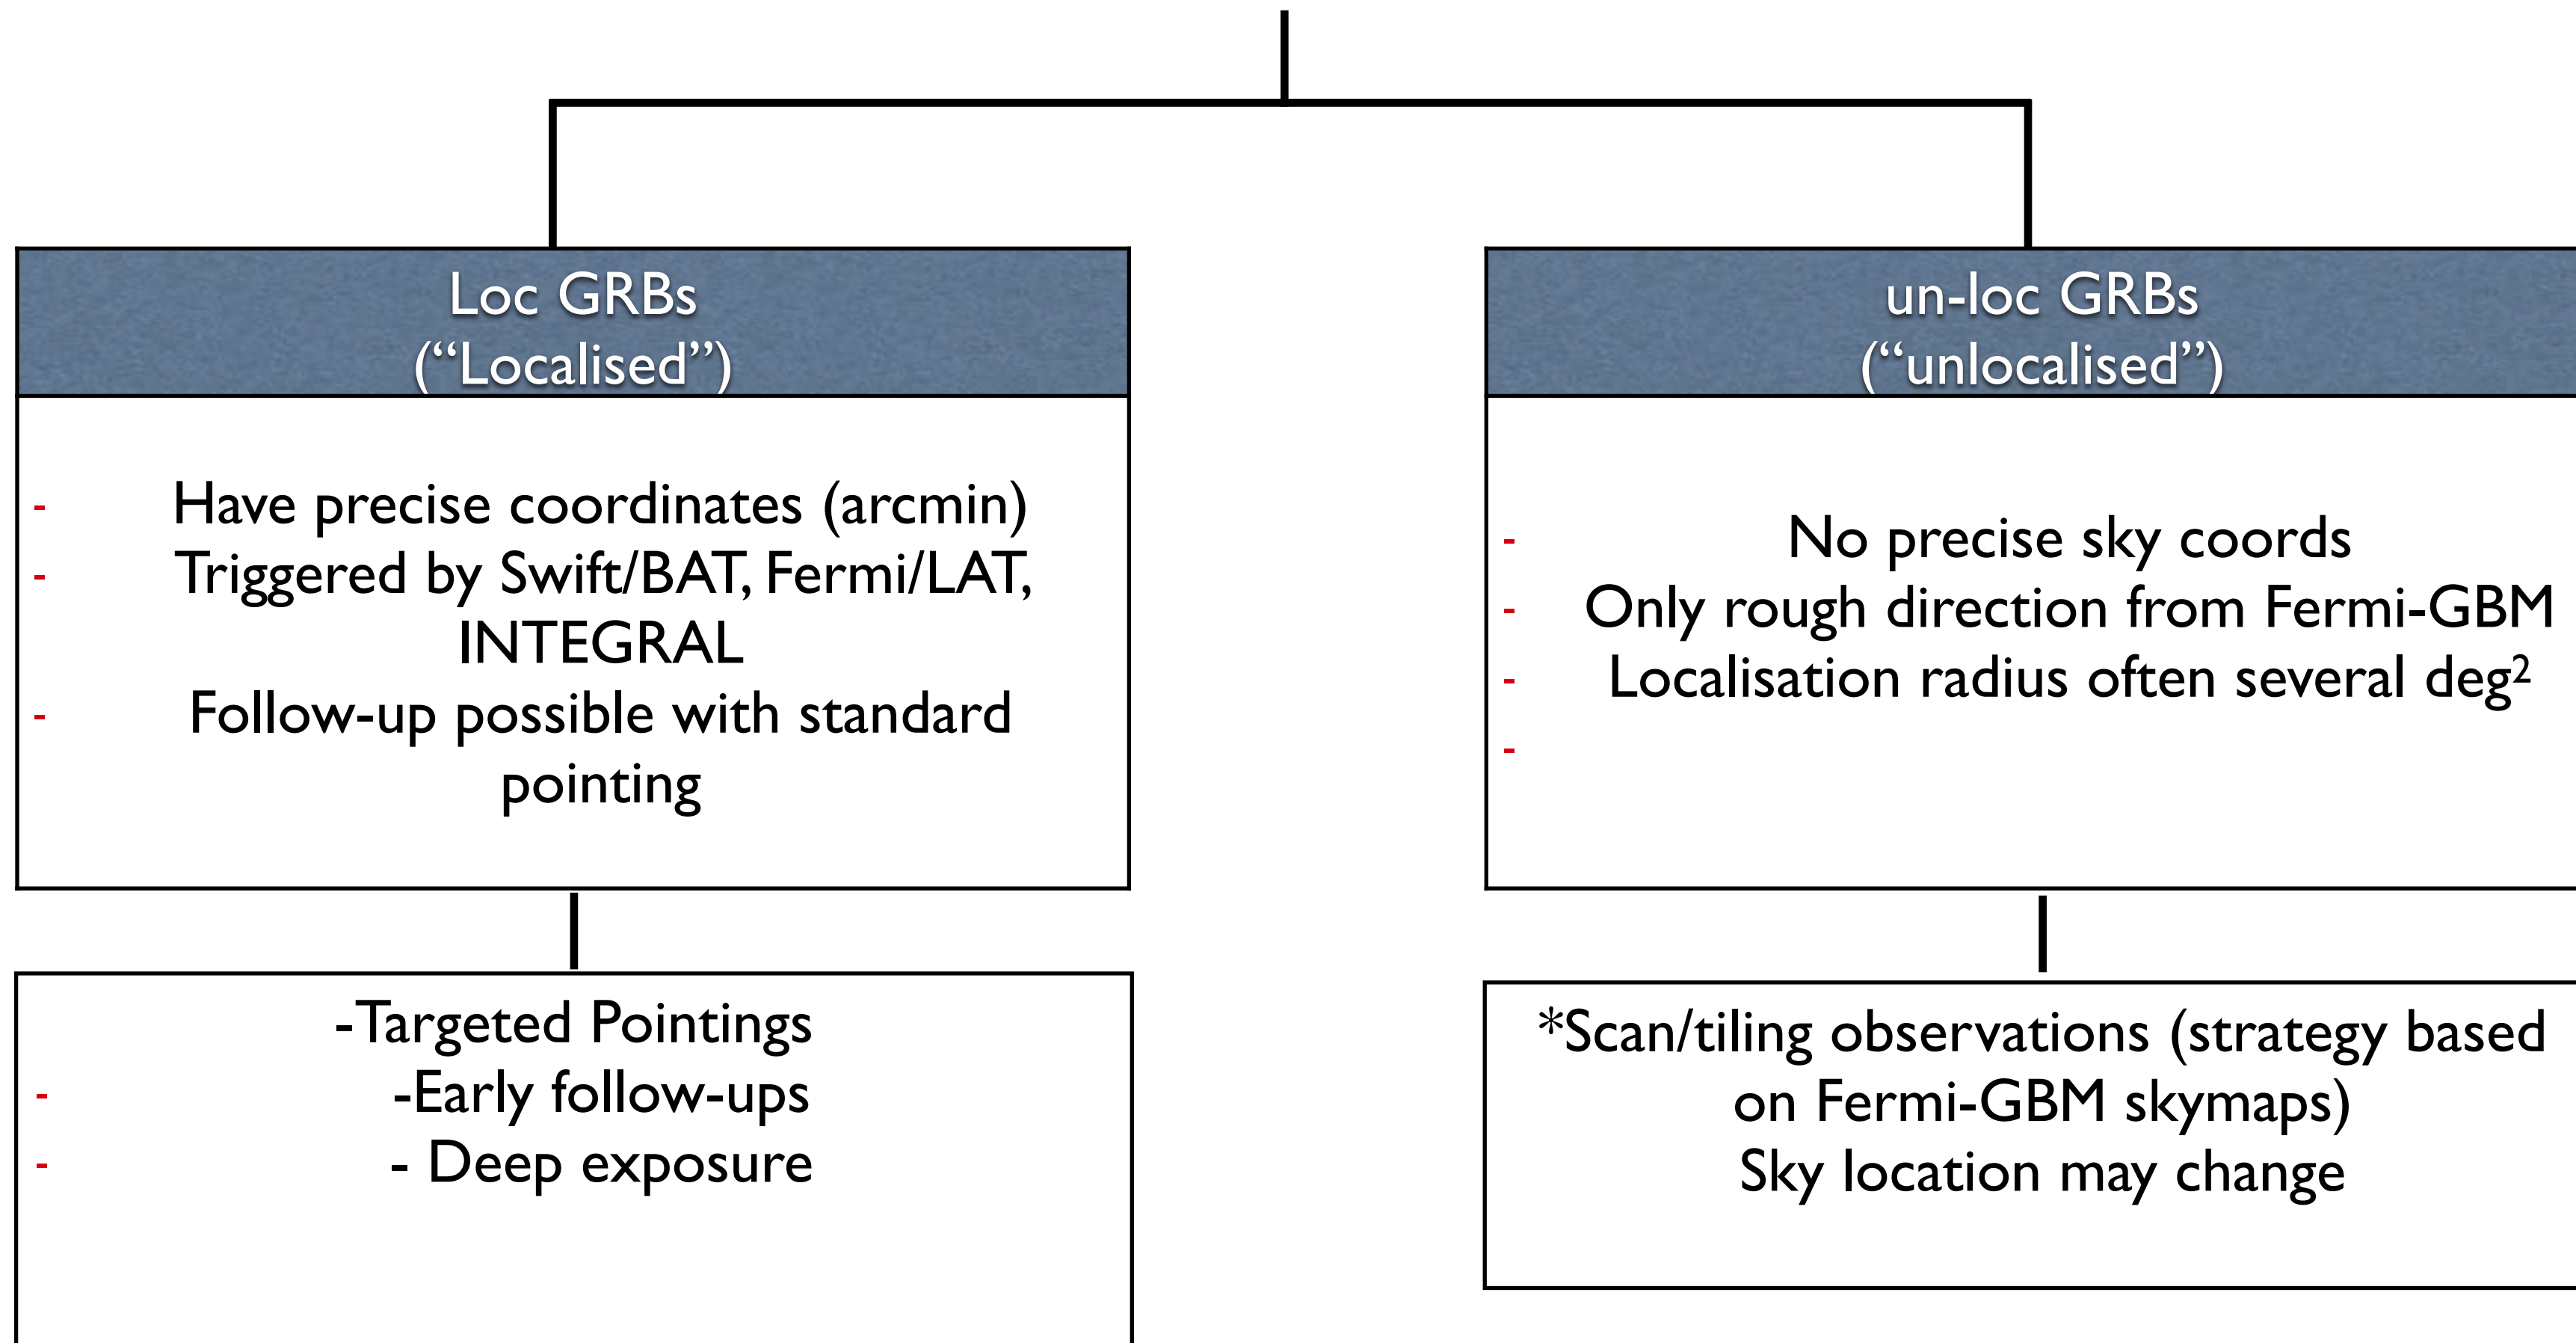 Loc GRBs
(“Localised”)
- Have precise coordinates (arcmin)
- Triggered by Swift/BAT, Fermi/LAT,
INTEGRAL
- Follow-up possible with standard
pointing
-Targeted Pointings
- -Early follow-ups
- - Deep exposure
un-loc GRBs
(“unlocalised”)
- No precise sky coords
- Only rough direction from Fermi-GBM
- Localisation radius often several deg²
-
*Scan/tiling observations (strategy based
on Fermi-GBM skymaps)
Sky location may change